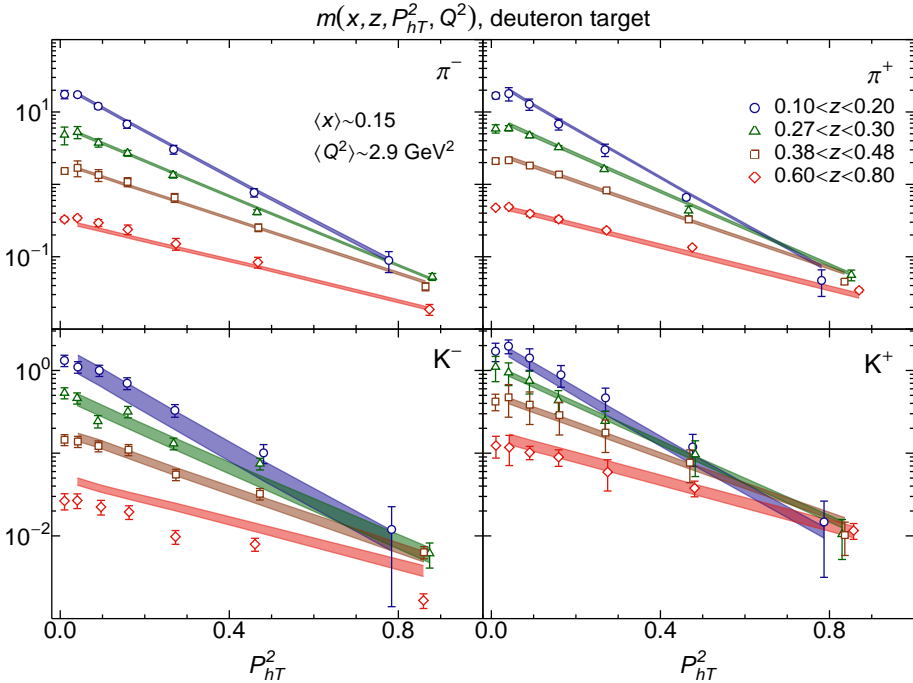 m(x, z, P²hT, Q²), deuteron target
π⁻
π⁺
⟨x⟩~0.15
⟨Q²⟩~2.9 GeV²
0.10<z<0.20
0.27<z<0.30
0.38<z<0.48
0.60<z<0.80
10¹
10⁻¹
K⁻
K⁺
10⁰
10⁻²
0.0 0.4 0.8 0.0 0.4 0.8
P²hT P²hT